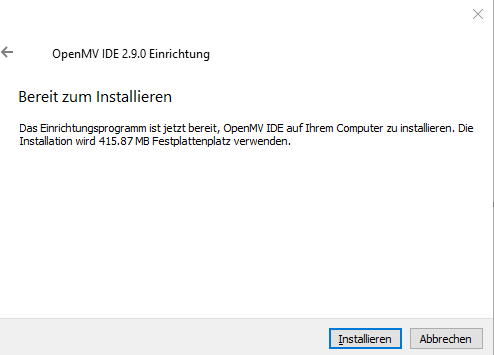 OpenMV IDE 2.9.0 Einrichtung
Bereit zum Installieren
Das Einrichtungsprogramm ist jetzt bereit, OpenMV IDE auf Ihrem Computer zu installieren. Die
Installation wird 415.87 MB Festplattenplatz verwenden.
Installieren
Abbrechen